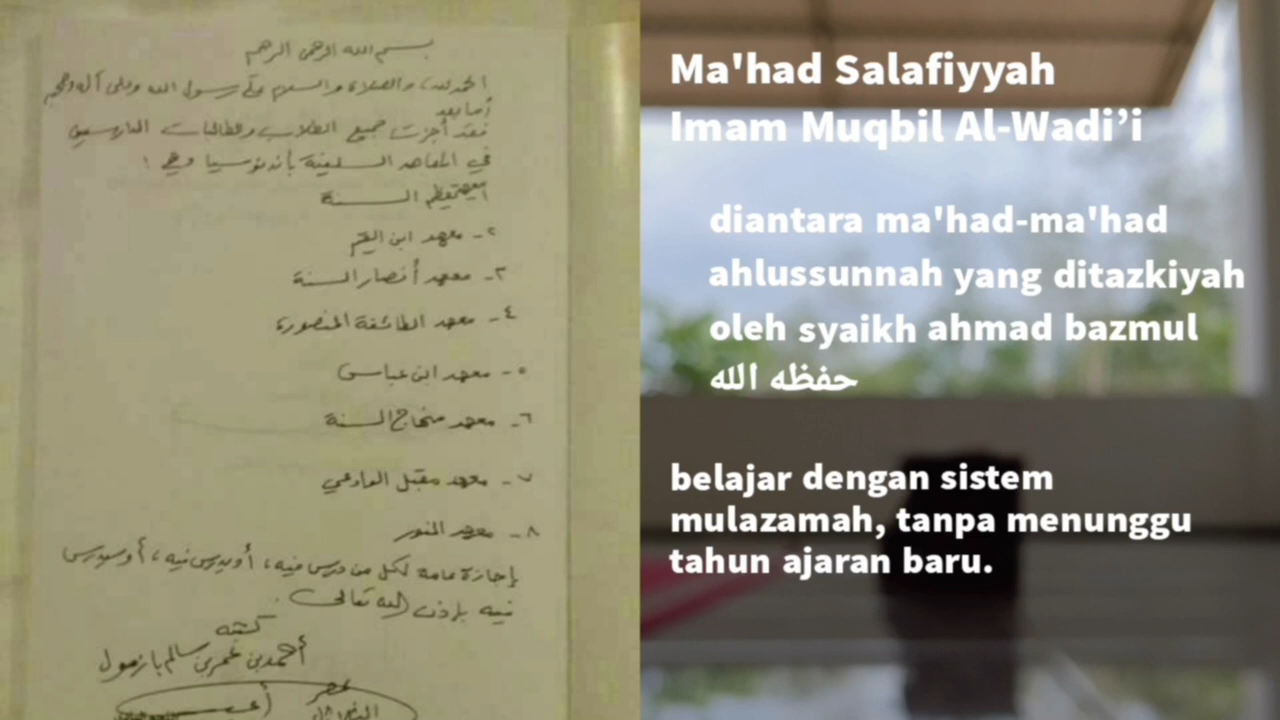 بسم الله الرحمن الرحيم
الحمد لله، والصلاة والسلام على رسول الله وعلى آله وصحبه
أما بعد
فقد أجزت جميع الطلاب والطالبات الدارسين
في المعاهد السلفية بأندونوسيا وهي :
السنة
٢- معهد ابن القيم
٣- معهد أنصار السنة
٤- معهد الطائفة المنصورة
٥- معهد ابن عباس
٦- معهد منهاج السنة
٧- معهد مقبل الوادعي
٨- معهد المنور
إجازة عامة لكل من درس فيه، أو يدرس فيه، أو سيدرس
فيه بإذن الله تعالى.
كتبه
أحمد بن عمر بن سالم بازمول
Ma'had Salafiyyah
Imam Muqbil Al-Wadi’i
diantara ma'had-ma'had
ahlussunnah yang ditazkiyah
oleh syaikh ahmad bazmul
حفظه الله
belajar dengan sistem
mulazamah, tanpa menunggu
tahun ajaran baru.